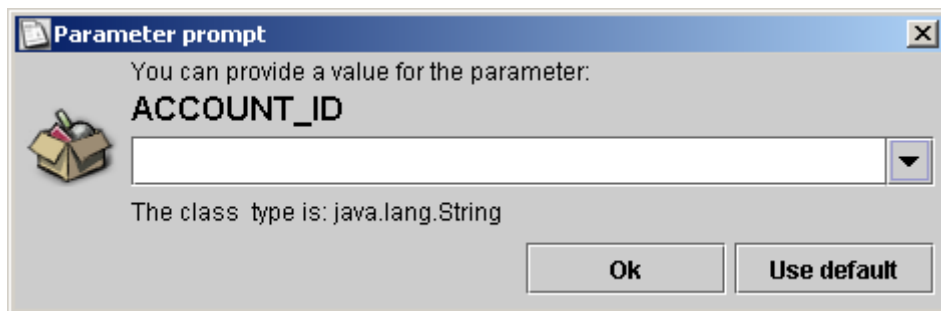 Parameter prompt
You can provide a value for the parameter:
ACCOUNT_ID
The class type is: java.lang.String
Ok
Use default